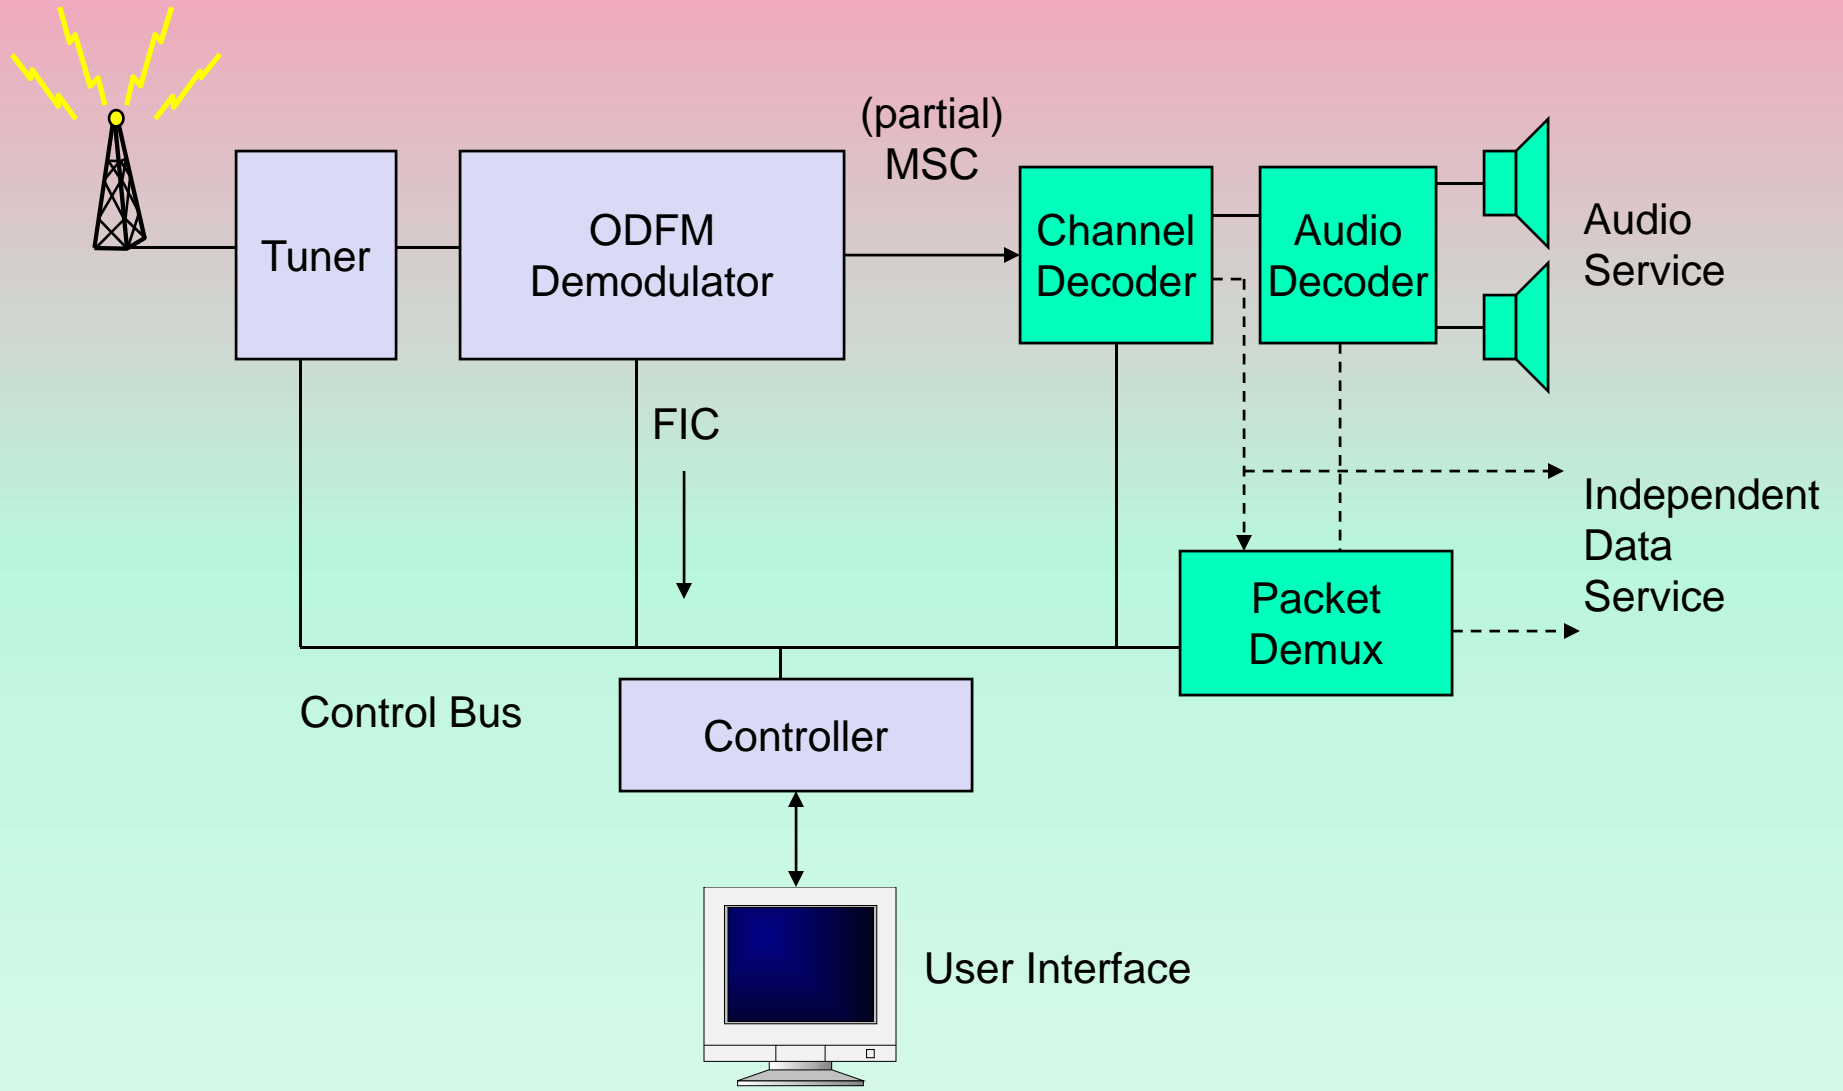 (partial)
MSC
Tuner
ODFM
Demodulator
Channel
Decoder
Audio
Decoder
Audio
Service
FIC
Independent
Data
Service
Packet
Demux
Control Bus
Controller
User Interface